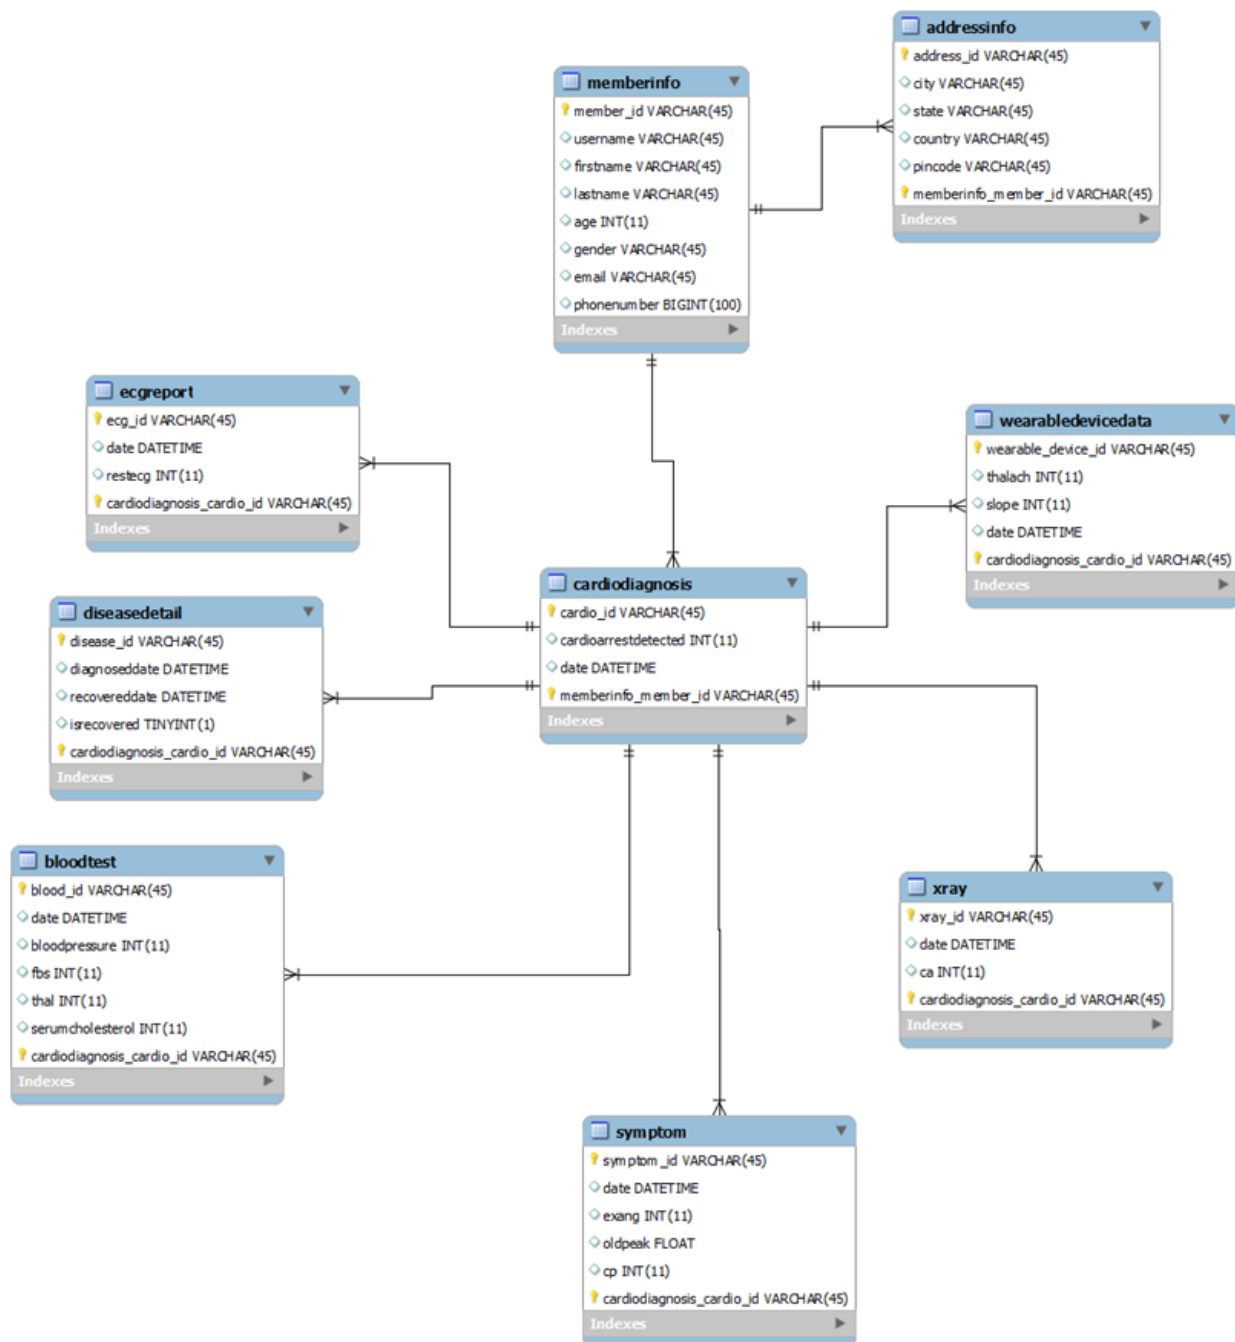 addressinfo
address_id VARCHAR(45)
city VARCHAR(45)
state VARCHAR(45)
country VARCHAR(45)
pincode VARCHAR(45)
memberinfo_member_id VARCHAR(45)
Indexes
memberinfo
member_id VARCHAR(45)
username VARCHAR(45)
firstname VARCHAR(45)
lastname VARCHAR(45)
age INT(11)
gender VARCHAR(45)
email VARCHAR(45)
phonenumber BIGINT(100)
Indexes
ecgreport
ecg_id VARCHAR(45)
date DATETIME
restecg INT(11)
cardiodiagnosis_cardio_id VARCHAR(45)
Indexes
wearabledevicedata
wearable_device_id VARCHAR(45)
thalach INT(11)
slope INT(11)
date DATETIME
cardiodiagnosis_cardio_id VARCHAR(45)
Indexes
cardiodiagnosis
cardio_id VARCHAR(45)
cardioarrestdetected INT(11)
date DATETIME
memberinfo_member_id VARCHAR(45)
Indexes
diseasedetail
disease_id VARCHAR(45)
diagnoseddate DATETIME
recovereddate DATETIME
isrecovered TINYINT(1)
cardiodiagnosis_cardio_id VARCHAR(45)
Indexes
bloodtest
blood_id VARCHAR(45)
date DATETIME
bloodpressure INT(11)
fbs INT(11)
thal INT(11)
serumcholesterol INT(11)
cardiodiagnosis_cardio_id VARCHAR(45)
Indexes
xray
xray_id VARCHAR(45)
date DATETIME
ca INT(11)
cardiodiagnosis_cardio_id VARCHAR(45)
Indexes
symptom
symptom_id VARCHAR(45)
date DATETIME
exang INT(11)
oldpeak FLOAT
cp INT(11)
cardiodiagnosis_cardio_id VARCHAR(45)
Indexes